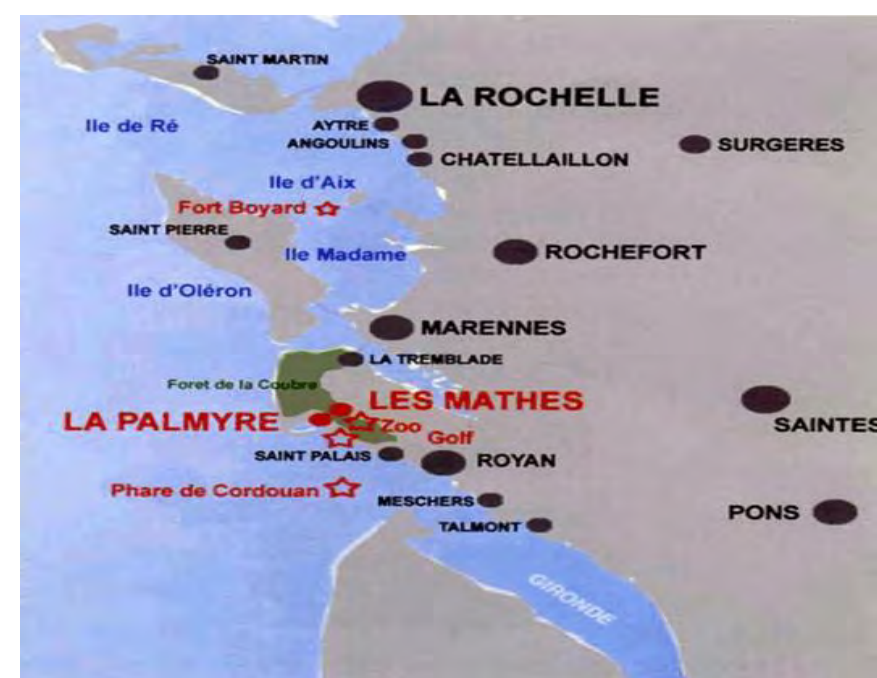 SAINT MARTIN
LA ROCHELLE
Ile de Ré
AYTRE
ANGOULINS
SURGERES
CHATELLAILLON
Ile d'Aix
Fort Boyard
SAINT PIERRE
Ile Madame
ROCHEFORT
Ile d'Oléron
MARENNES
LA TREMBLADE
Foret de la Coubre
LES MATHES
LA PALMYRE
Zoo
SAINTES
Golf
SAINT PALAIS
ROYAN
Phare de Cordouan
MESCHERS
PONS
TALMONT
GIRONDE